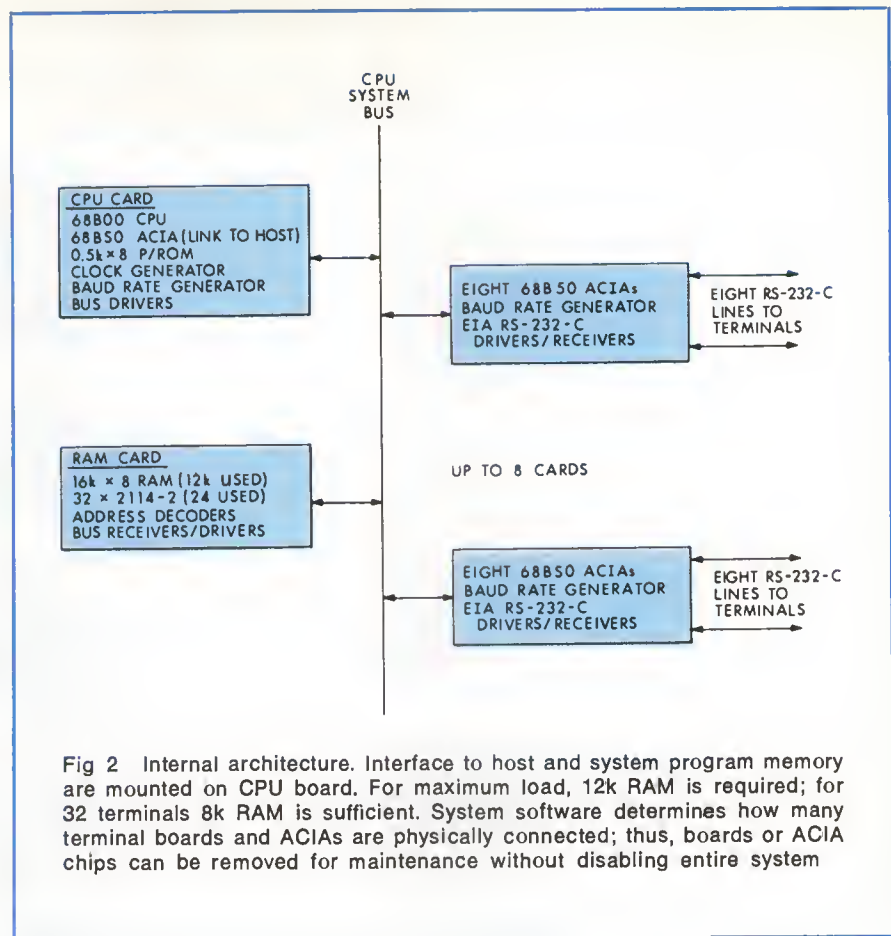 CPU
SYSTEM
BUS
CPU CARD
68B00 CPU
68B50 ACIA (LINK TO HOST)
0.5k × 8 P/ROM
CLOCK GENERATOR
BAUD RATE GENERATOR
BUS DRIVERS
EIGHT 68B50 ACIAs
BAUD RATE GENERATOR
EIA RS-232-C
DRIVERS/RECEIVERS
EIGHT RS-232-C
LINES TO
TERMINALS
RAM CARD
16k × 8 RAM (12k USED)
32 × 2114-2 (24 USED)
ADDRESS DECODERS
BUS RECEIVERS/DRIVERS
UP TO 8 CARDS
EIGHT 68B50 ACIAs
BAUD RATE GENERATOR
EIA RS-232-C
DRIVERS/RECEIVERS
EIGHT RS-232-C
LINES TO
TERMINALS
Fig 2 Internal architecture. Interface to host and system program memory
are mounted on CPU board. For maximum load, 12k RAM is required; for
32 terminals 8k RAM is sufficient. System software determines how many
terminal boards and ACIAs are physically connected; thus, boards or ACIA
chips can be removed for maintenance without disabling entire system